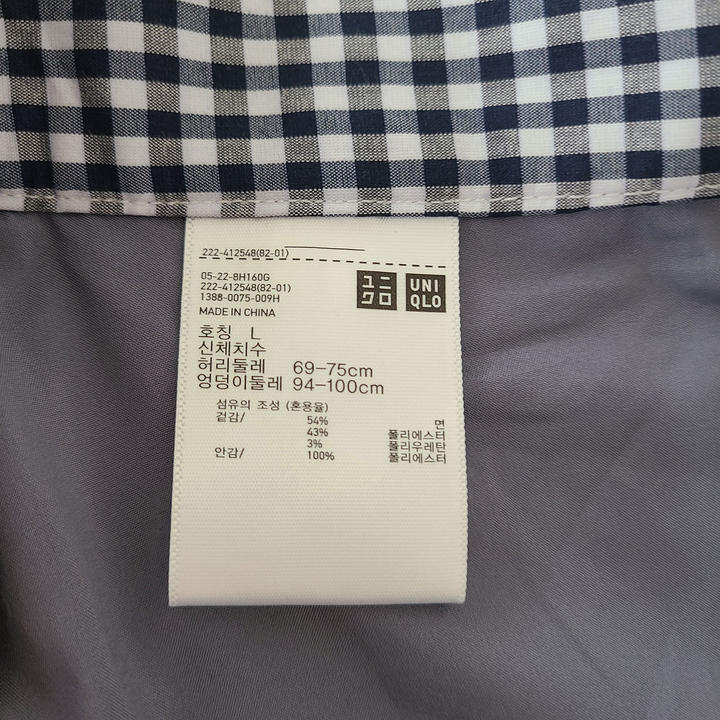 222-412548(82-01)
05-22-8H160G
222-412548(82-01)
1388-0075-009H
MADE IN CHINA
ユニ
クロ
UNI
QLO
호칭 L
신체치수
허리둘레 69-75cm
엉덩이둘레 94-100cm
섬유의 조성 (혼용율)
겉감/ 54% 면
43% 폴리에스터
3% 폴리우레탄
안감/ 100% 폴리에스터